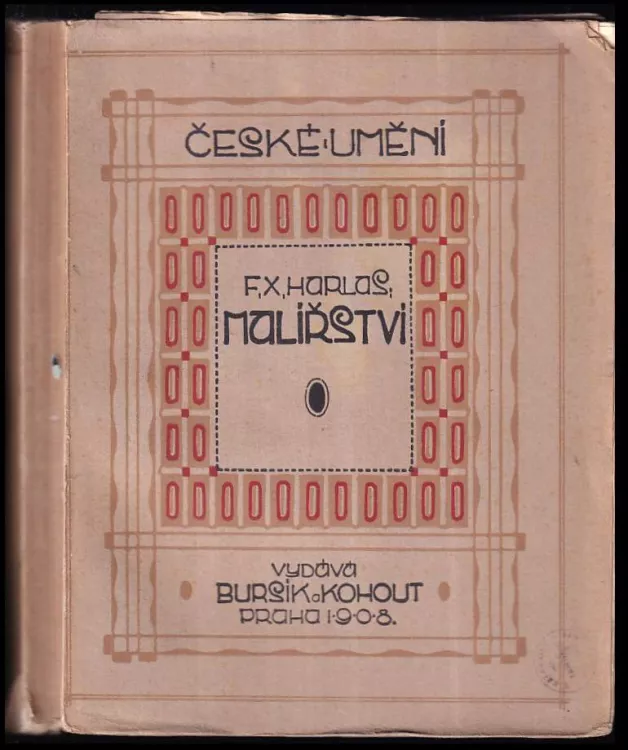 ČESKÉ UMĚNÍ
F. X. HARLAS:
MALÍŘSTVÍ
VYDÁVÁ
BURSÍK a KOHOUT
PRAHA 1·9·0·8.